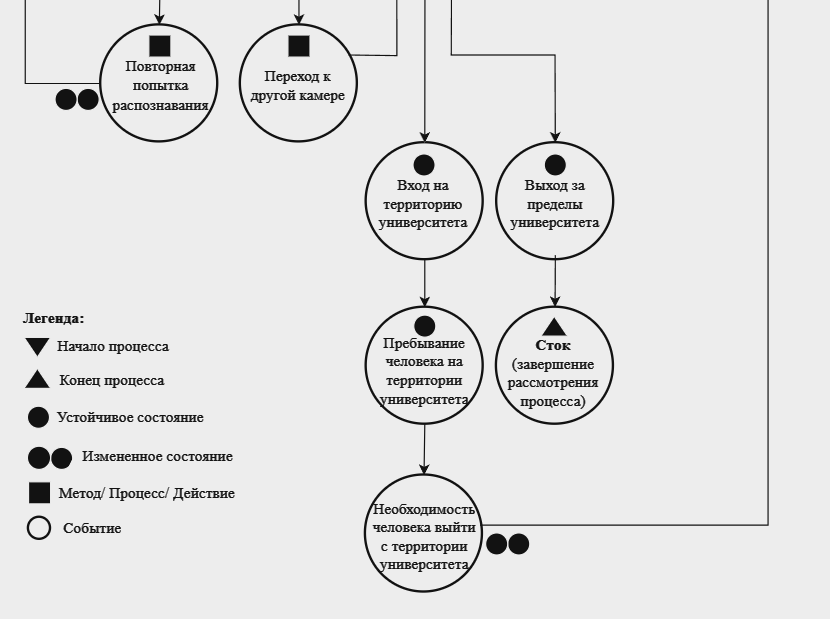 Повторная
попытка
распознавания
Переход к
другой камере
Вход на
территорию
университета
Выход за
пределы
университета
Пребывание
человека на
территории
университета
Сток
(завершение
рассмотрения
процесса)
Необходимость
человека выйти
с территории
университета
Легенда:
Начало процесса
Конец процесса
Устойчивое состояние
Измененное состояние
Метод/ Процесс/ Действие
Событие